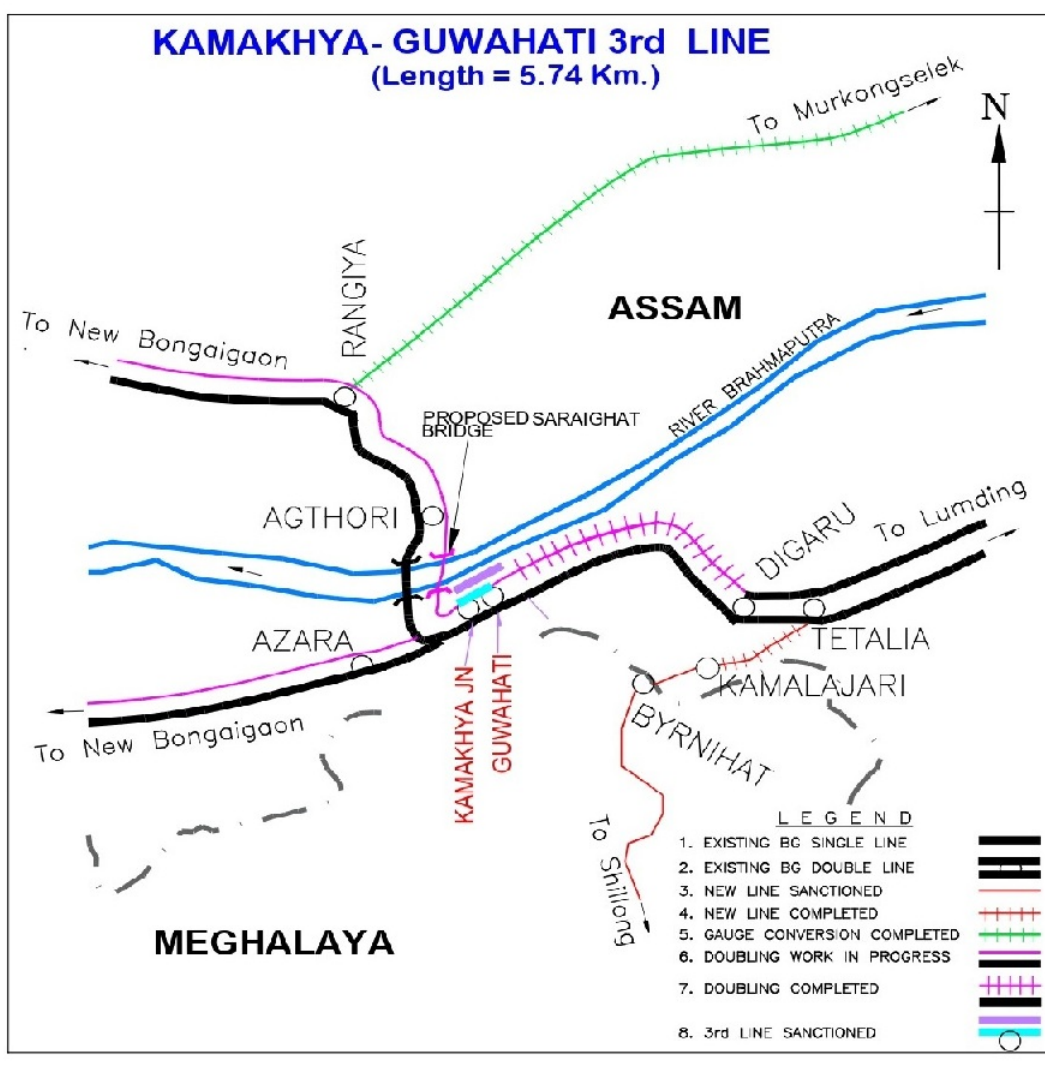 KAMAKHYA- GUWAHATI 3rd LINE
(Length = 5.74 Km.)
To Murkongselek
N
RANGIYA
ASSAM
To New Bongaigaon
RIVER BRAHMAPUTRA
PROPOSED SARAIGHAT
BRIDGE
AGTHORI
DIGARU
To Lumding
AZARA
TETALIA
KAMALAJARI
KAMAKHYA JN
GUWAHATI
BYRNIHAT
To New Bongaigaon
To Shillong
MEGHALAYA
L E G E N D
1. EXISTING BG SINGLE LINE
2. EXISTING BG DOUBLE LINE
3. NEW LINE SANCTIONED
4. NEW LINE COMPLETED
5. GAUGE CONVERSION COMPLETED
6. DOUBLING WORK IN PROGRESS
7. DOUBLING COMPLETED
8. 3rd LINE SANCTIONED